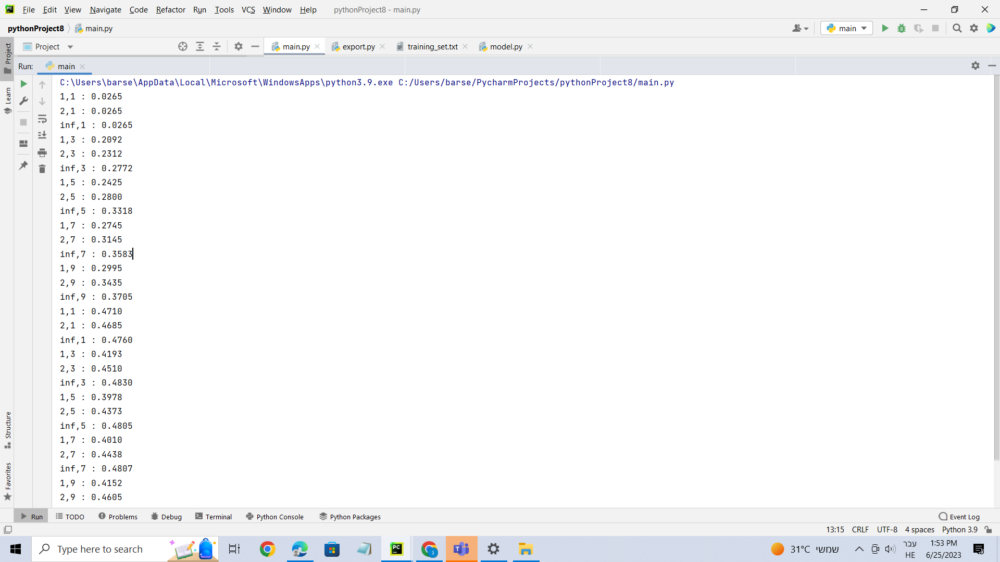 File Edit View Navigate Code Refactor Run Tools VCS Window Help pythonProject8 - main.py
pythonProject8 main.py main
Project main.py export.py training_set.txt model.py
Run: main
C:\Users\barse\AppData\Local\Microsoft\WindowsApps\python3.9.exe C:/Users/barse/PycharmProjects/pythonProject8/main.py
1,1 : 0.0265
2,1 : 0.0265
inf,1 : 0.0265
1,3 : 0.2092
2,3 : 0.2312
inf,3 : 0.2772
1,5 : 0.2425
2,5 : 0.2800
inf,5 : 0.3318
1,7 : 0.2745
2,7 : 0.3145
inf,7 : 0.3583
1,9 : 0.2995
2,9 : 0.3435
inf,9 : 0.3705
1,1 : 0.4710
2,1 : 0.4685
inf,1 : 0.4760
1,3 : 0.4193
2,3 : 0.4510
inf,3 : 0.4830
1,5 : 0.3978
2,5 : 0.4373
inf,5 : 0.4805
1,7 : 0.4010
2,7 : 0.4438
inf,7 : 0.4807
1,9 : 0.4152
2,9 : 0.4605
Project
Learn
Structure
Favorites
Run TODO Problems Debug Terminal Python Console Python Packages Event Log
13:15 CRLF UTF-8 4 spaces Python 3.9
Type here to search
31°C שמשי
עבר
HE
1:53 PM
6/25/2023